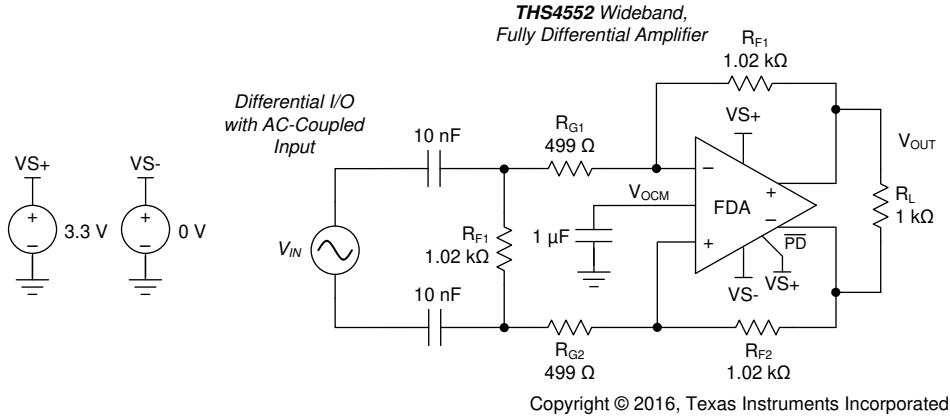 THS4552 Wideband,
Fully Differential Amplifier
RF1
1.02 kΩ
Differential I/O
with AC-Coupled
Input
10 nF
RG1
499 Ω
VS+
VOUT
VS+
VS-
VOCM
−
+
FDA
+
−
RL
1 kΩ
+
−
3.3 V
+
−
0 V
VIN
RF1
1.02 kΩ
1 µF
PD
VS-
VS+
10 nF
RG2
499 Ω
RF2
1.02 kΩ
Copyright © 2016, Texas Instruments Incorporated